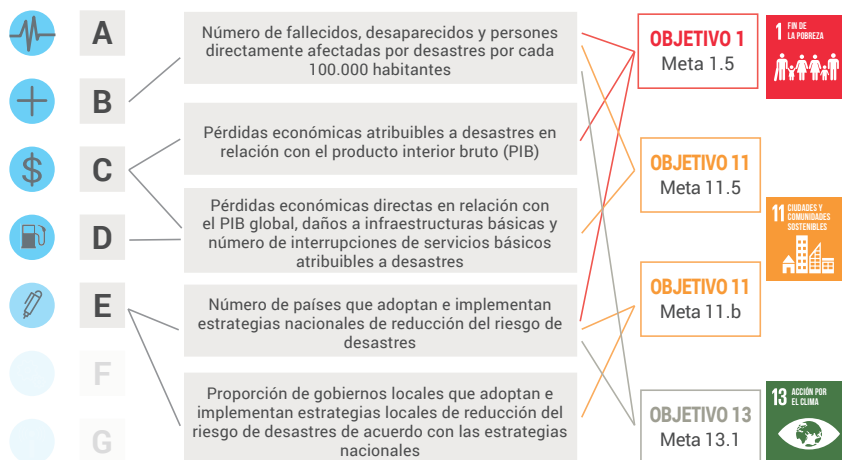 A
B
C
D
E
F
G
Número de fallecidos, desaparecidos y persones
directamente afectadas por desastres por cada
100.000 habitantes
Pérdidas económicas atribuibles a desastres en
relación con el producto interior bruto (PIB)
Pérdidas económicas directas en relación con
el PIB global, daños a infraestructuras básicas y
número de interrupciones de servicios básicos
atribuibles a desastres
Número de países que adoptan e implementan
estrategias nacionales de reducción del riesgo de
desastres
Proporción de gobiernos locales que adoptan e
implementan estrategias locales de reducción del
riesgo de desastres de acuerdo con las estrategias
nacionales
OBJETIVO 1
Meta 1.5
OBJETIVO 11
Meta 11.5
OBJETIVO 11
Meta 11.b
OBJETIVO 13
Meta 13.1
1 FIN DE
LA POBREZA
11 CIUDADES Y
COMUNIDADES
SOSTENIBLES
13 ACCIÓN POR
EL CLIMA
$